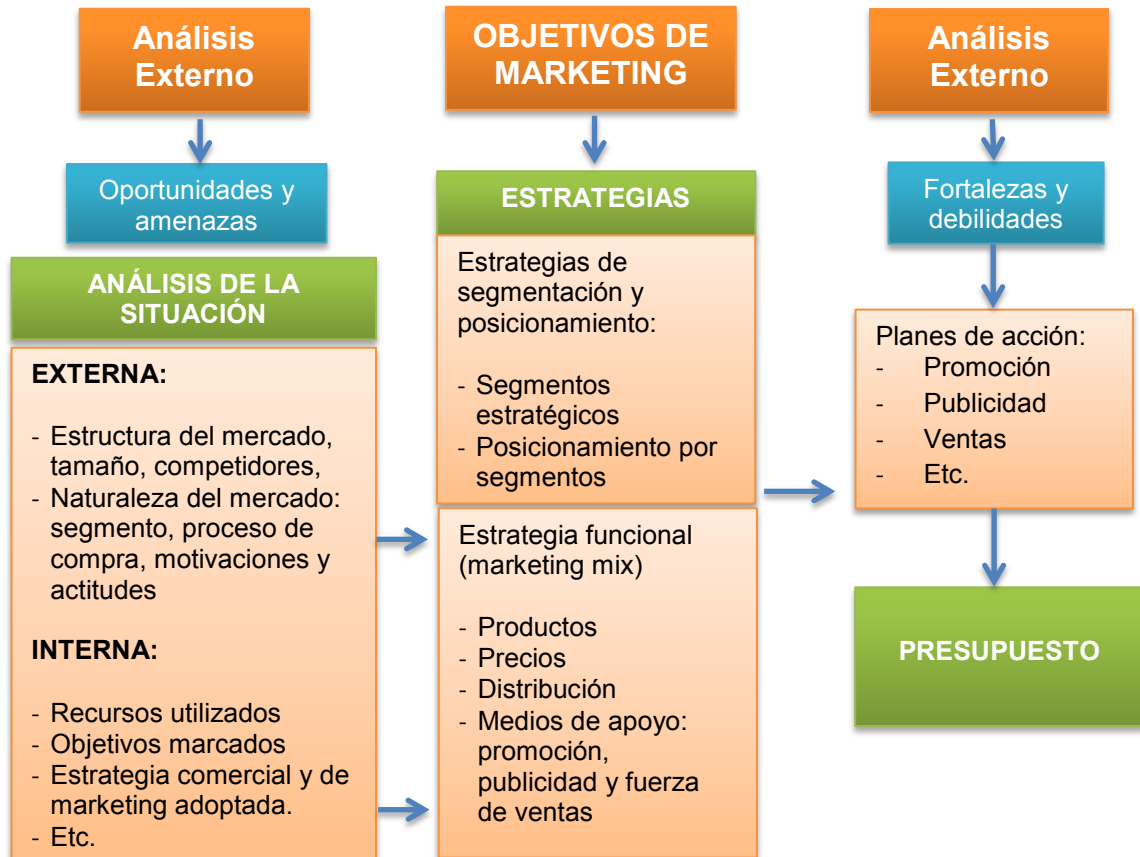 Análisis
Externo
Oportunidades y
amenazas
ANÁLISIS DE LA
SITUACIÓN
EXTERNA:
- Estructura del mercado,
tamaño, competidores,
- Naturaleza del mercado:
segmento, proceso de
compra, motivaciones y
actitudes
INTERNA:
- Recursos utilizados
- Objetivos marcados
- Estrategia comercial y de
marketing adoptada.
- Etc.
OBJETIVOS DE
MARKETING
ESTRATEGIAS
Estrategias de
segmentación y
posicionamiento:
- Segmentos
estratégicos
- Posicionamiento por
segmentos
Estrategia funcional
(marketing mix)
- Productos
- Precios
- Distribución
- Medios de apoyo:
promoción,
publicidad y fuerza
de ventas
Análisis
Externo
Fortalezas y
debilidades
Planes de acción:
- Promoción
- Publicidad
- Ventas
- Etc.
PRESUPUESTO